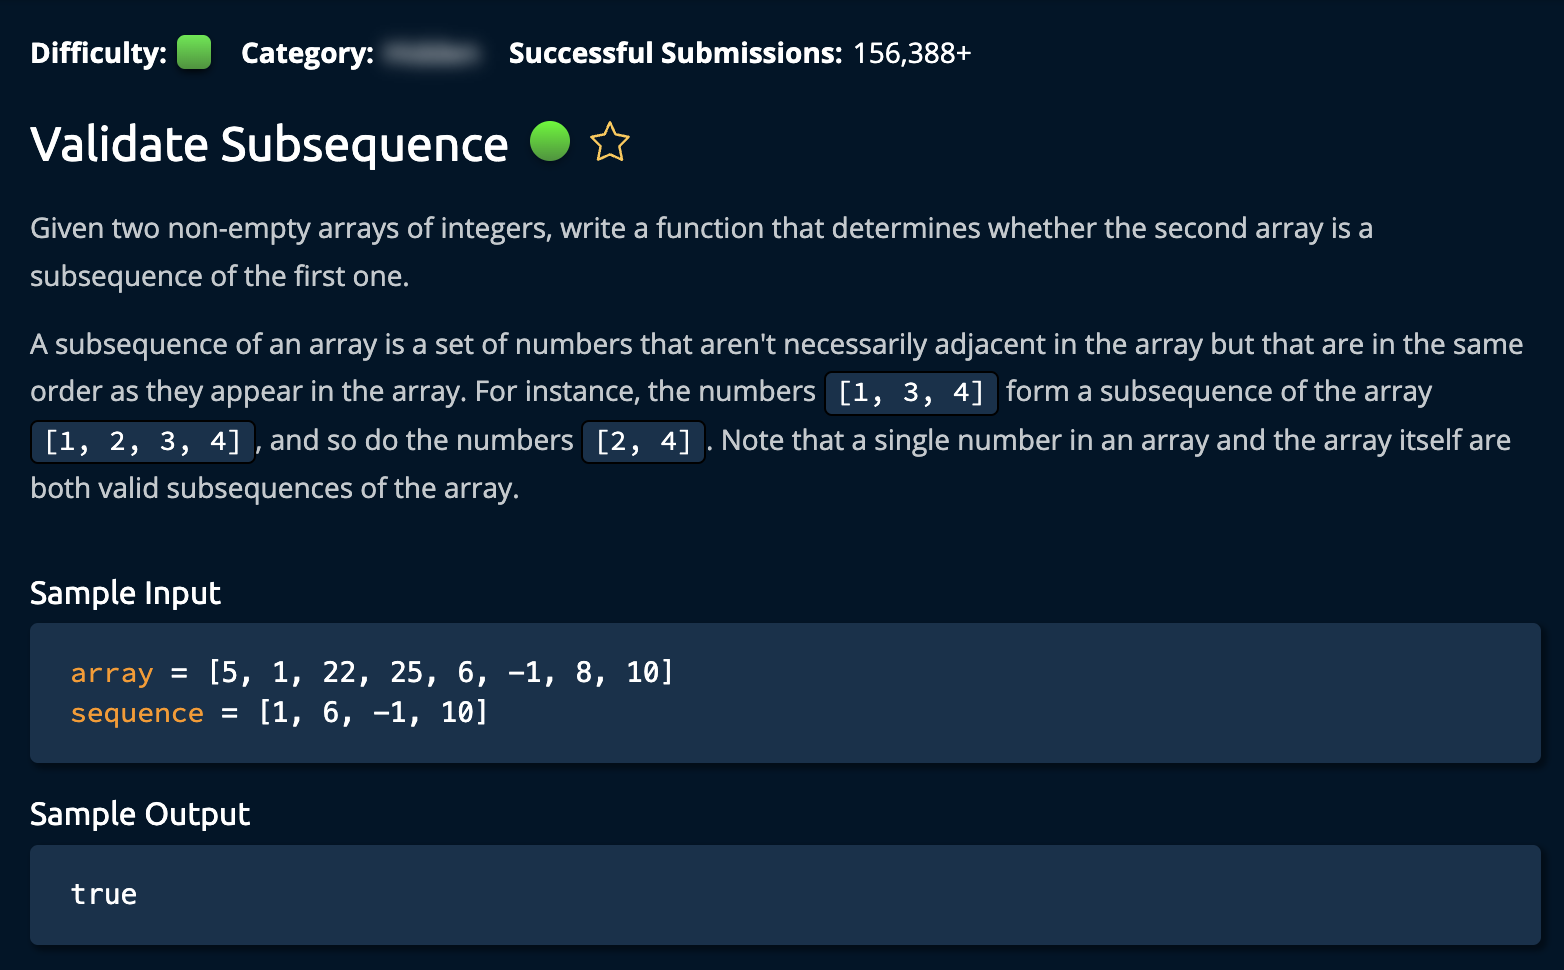 Difficulty: Category: Successful Submissions: 156,388+
Validate Subsequence
Given two non-empty arrays of integers, write a function that determines whether the second array is a
subsequence of the first one.
A subsequence of an array is a set of numbers that aren't necessarily adjacent in the array but that are in the same
order as they appear in the array. For instance, the numbers [1, 3, 4] form a subsequence of the array
[1, 2, 3, 4], and so do the numbers [2, 4]. Note that a single number in an array and the array itself are
both valid subsequences of the array.
Sample Input
array = [5, 1, 22, 25, 6, -1, 8, 10]
sequence = [1, 6, -1, 10]
Sample Output
true